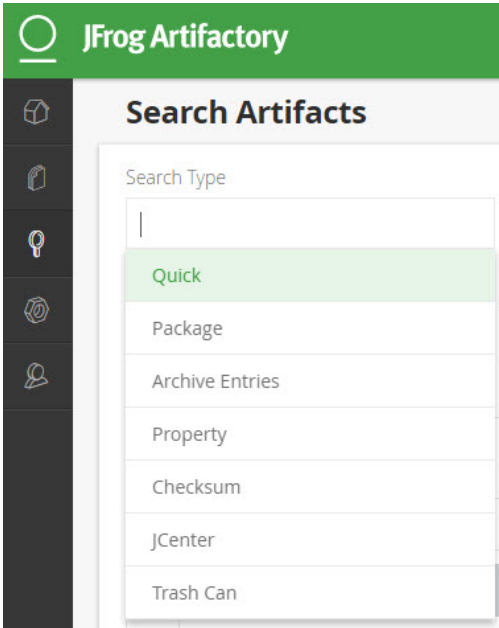 JFrog Artifactory
Search Artifacts
Search Type
Quick
Package
Archive Entries
Property
Checksum
JCenter
Trash Can